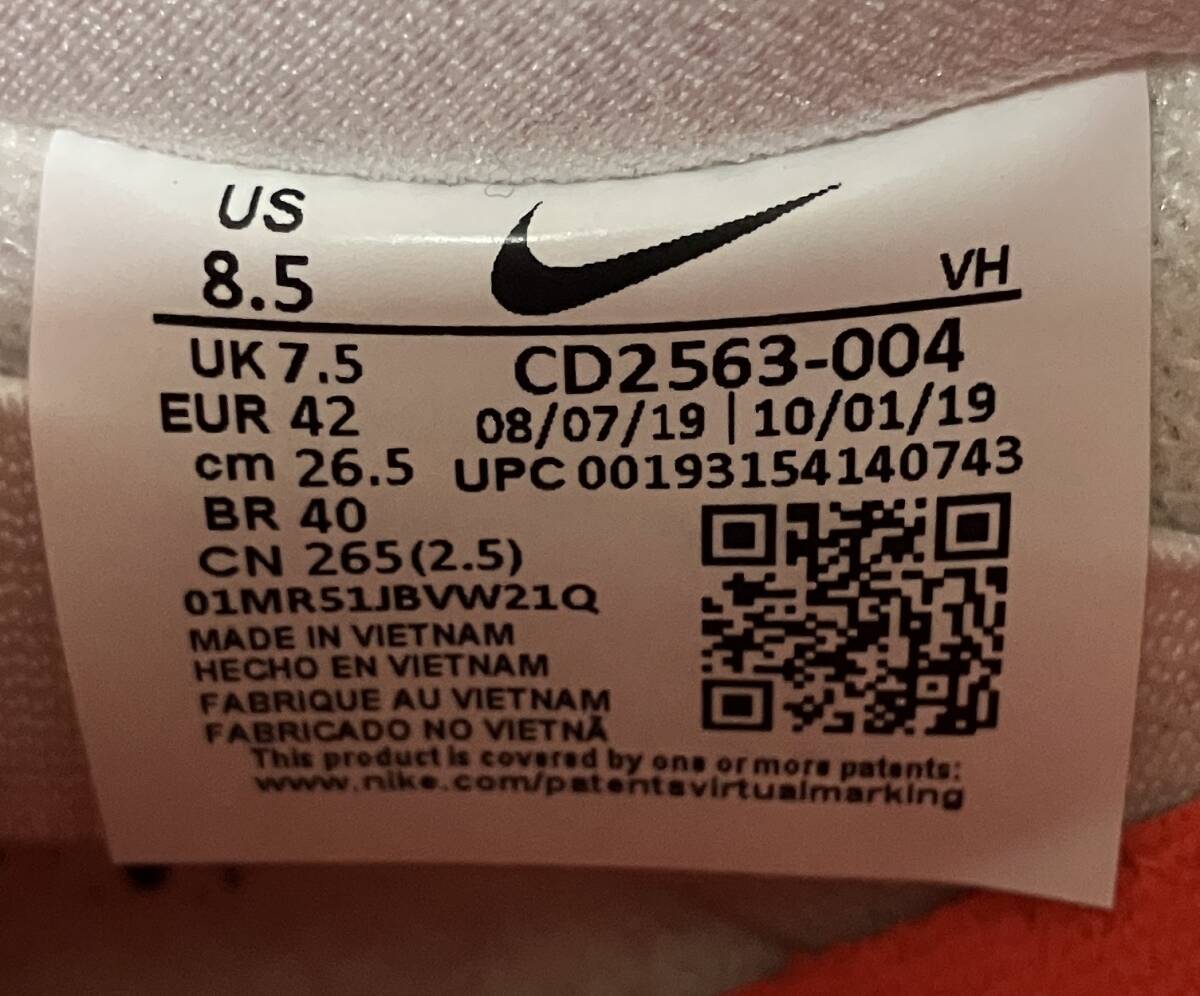 US
8.5
VH
UK 7.5
CD2563-004
EUR 42
08/07/19 | 10/01/19
cm 26.5
UPC 00193154140743
BR 40
CN 265(2.5)
01MR51JBVW21Q
MADE IN VIETNAM
HECHO EN VIETNAM
FABRIQUE AU VIETNAM
FABRICADO NO VIETNÃ
This product is covered by one or more patents:
www.nike.com/patentsvirtualmarking